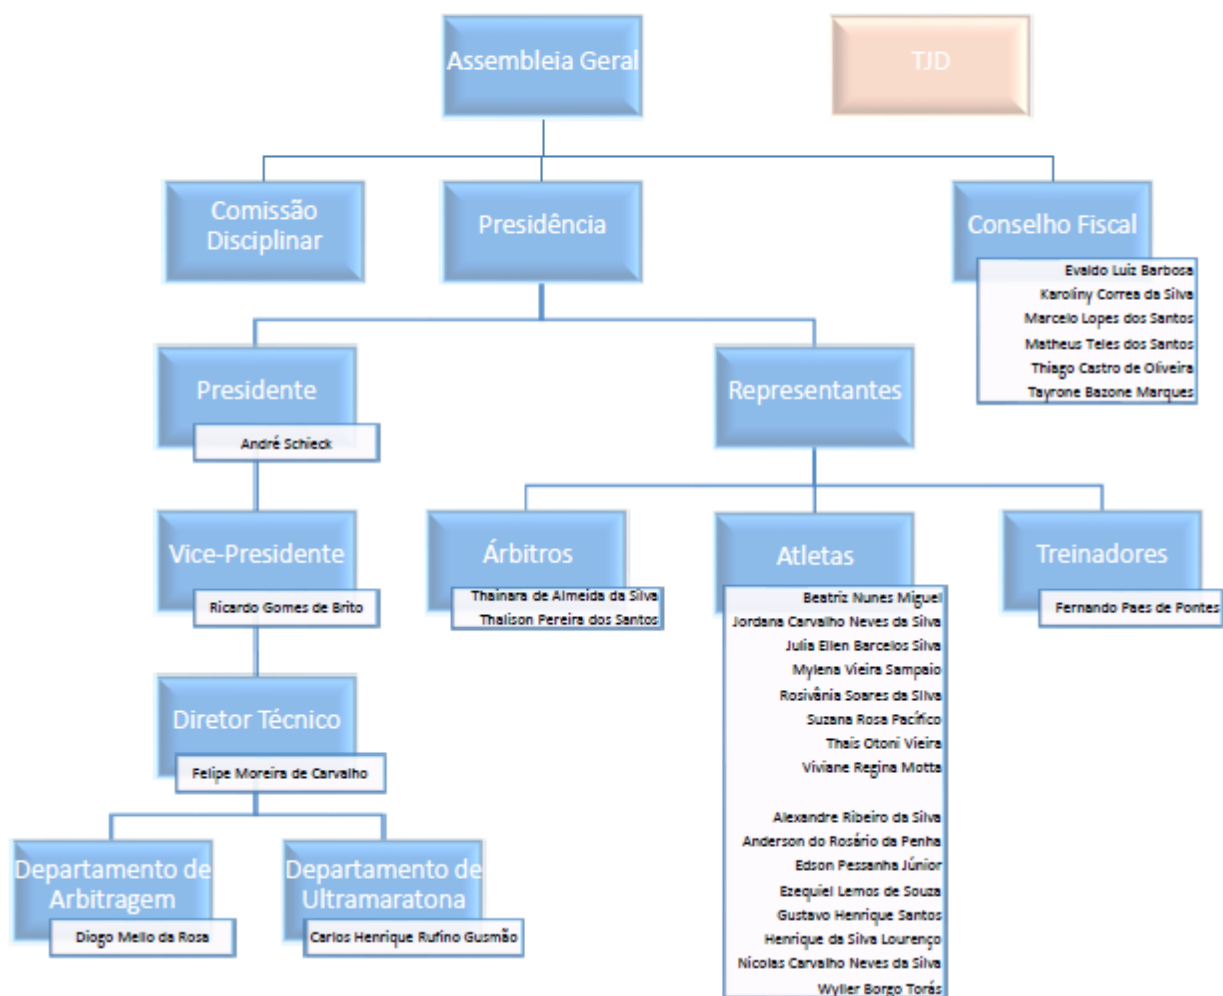 Assembleia Geral
TJD
Comissão
Disciplinar
Presidência
Conselho Fiscal
Evaldo Luiz Barbosa
Karoliny Correa da Silva
Marcelo Lopes dos Santos
Matheus Teles dos Santos
Thiago Castro de Oliveira
Tayrone Bazone Marques
Presidente
André Schieck
Representantes
Vice-Presidente
Ricardo Gomes de Brito
Árbitros
Thainara de Almeida da Silva
Thalison Pereira dos Santos
Atletas
Beatriz Nunes Miguel
Jordana Carvalho Neves da Silva
Julia Ellen Barcelos Silva
Mylena Vieira Sampaio
Rosivânia Soares da Silva
Suzana Rosa Pacífico
Thais Otoni Vieira
Viviane Regina Motta
Alexandre Ribeiro da Silva
Anderson do Rosário da Penha
Edson Pessanha Júnior
Ezequiel Lemos de Souza
Gustavo Henrique Santos
Henrique da Silva Lourenço
Nicolas Carvalho Neves da Silva
Wyller Borgo Torás
Treinadores
Fernando Paes de Pontes
Diretor Técnico
Felipe Moreira de Carvalho
Departamento de
Arbitragem
Diogo Mello da Rosa
Departamento de
Ultramaratona
Carlos Henrique Rufino Gusmão